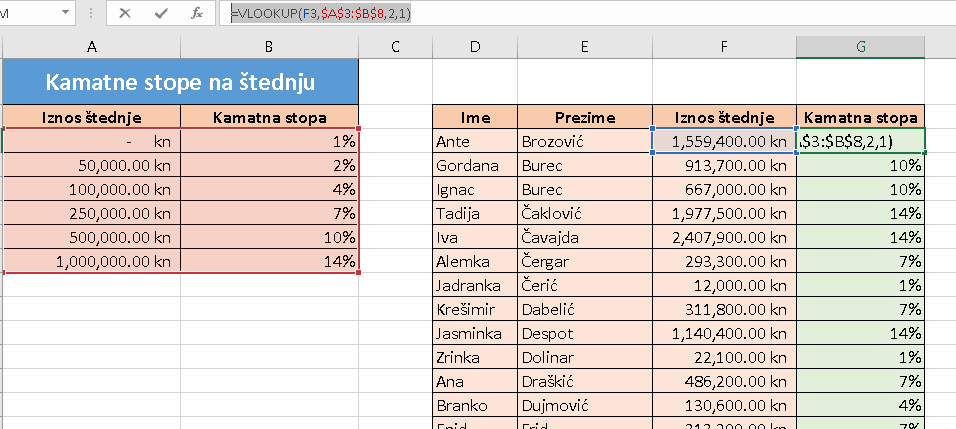 =VLOOKUP(F3,$A$3:$B$8,2,1)
A B C D E F G
Kamatne stope na štednju
Iznos štednje Kamatna stopa Ime Prezime Iznos štednje Kamatna stopa
- kn 1% Ante Brozović 1,559,400.00 kn $3:$B$8,2,1)
50,000.00 kn 2% Gordana Burec 913,700.00 kn 10%
100,000.00 kn 4% Ignac Burec 667,000.00 kn 10%
250,000.00 kn 7% Tadija Čaklović 1,977,500.00 kn 14%
500,000.00 kn 10% Iva Čavajda 2,407,900.00 kn 14%
1,000,000.00 kn 14% Alemka Čergar 293,300.00 kn 7%
Jadranka Čerić 12,000.00 kn 1%
Krešimir Dabelić 311,800.00 kn 7%
Jasminka Despot 1,140,400.00 kn 14%
Zrinka Dolinar 22,100.00 kn 1%
Ana Draškić 486,200.00 kn 7%
Branko Dujmović 130,600.00 kn 4%